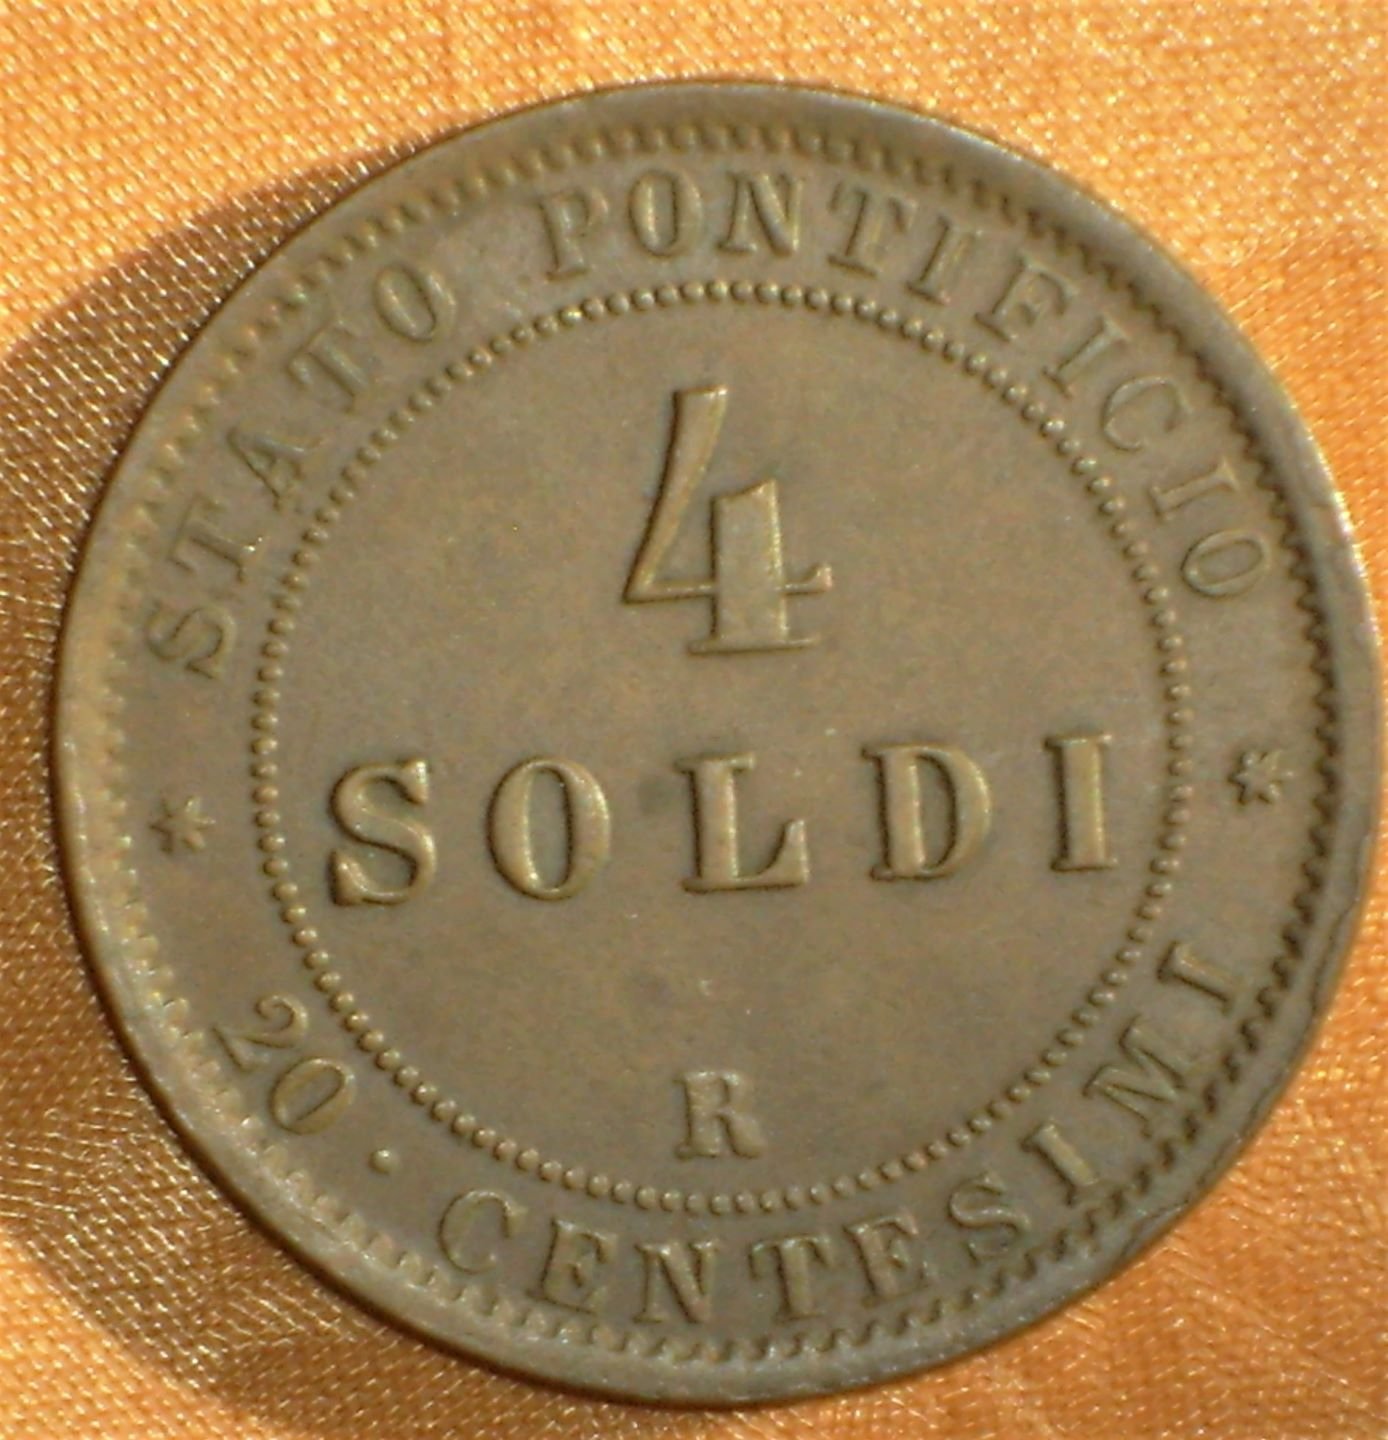 STATO PONTIFICIO
4
SOLDI
R
20 · CENTESIMI